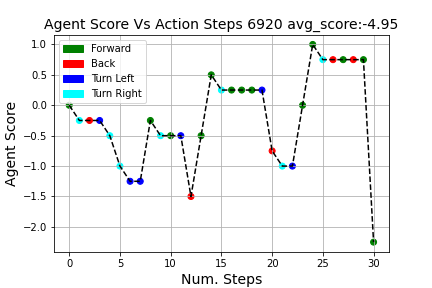 Agent Score Vs Action Steps 6920 avg_score:-4.95
Agent Score
1.0
0.5
0.0
−0.5
−1.0
−1.5
−2.0
Forward
Back
Turn Left
Turn Right
0 5 10 15 20 25 30
Num. Steps